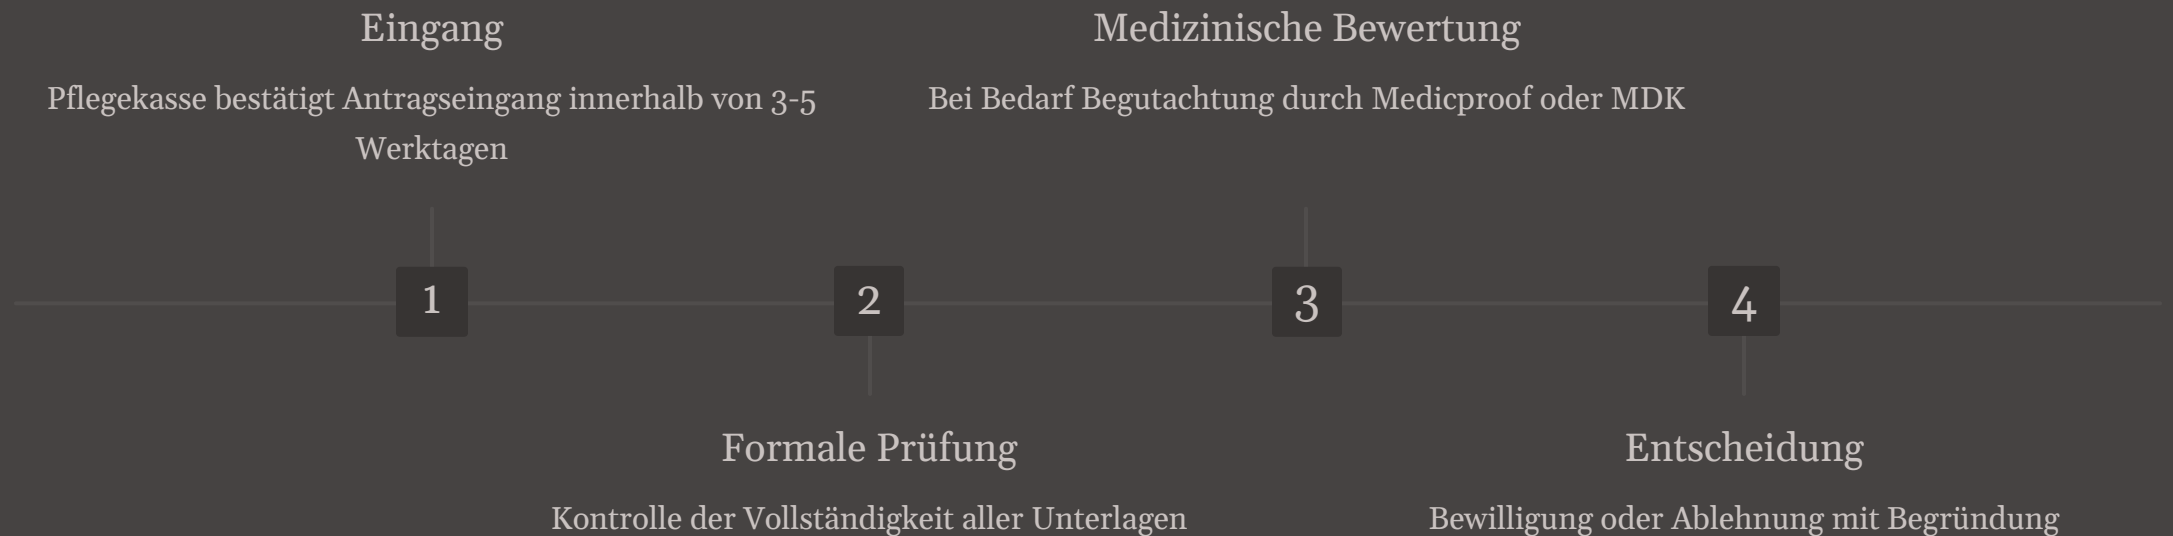 Eingang
Pflegekasse bestätigt Antragseingang innerhalb von 3-5
Werktagen
Medizinische Bewertung
Bei Bedarf Begutachtung durch Medicproof oder MDK
1
2
3
4
Formale Prüfung
Kontrolle der Vollständigkeit aller Unterlagen
Entscheidung
Bewilligung oder Ablehnung mit Begründung